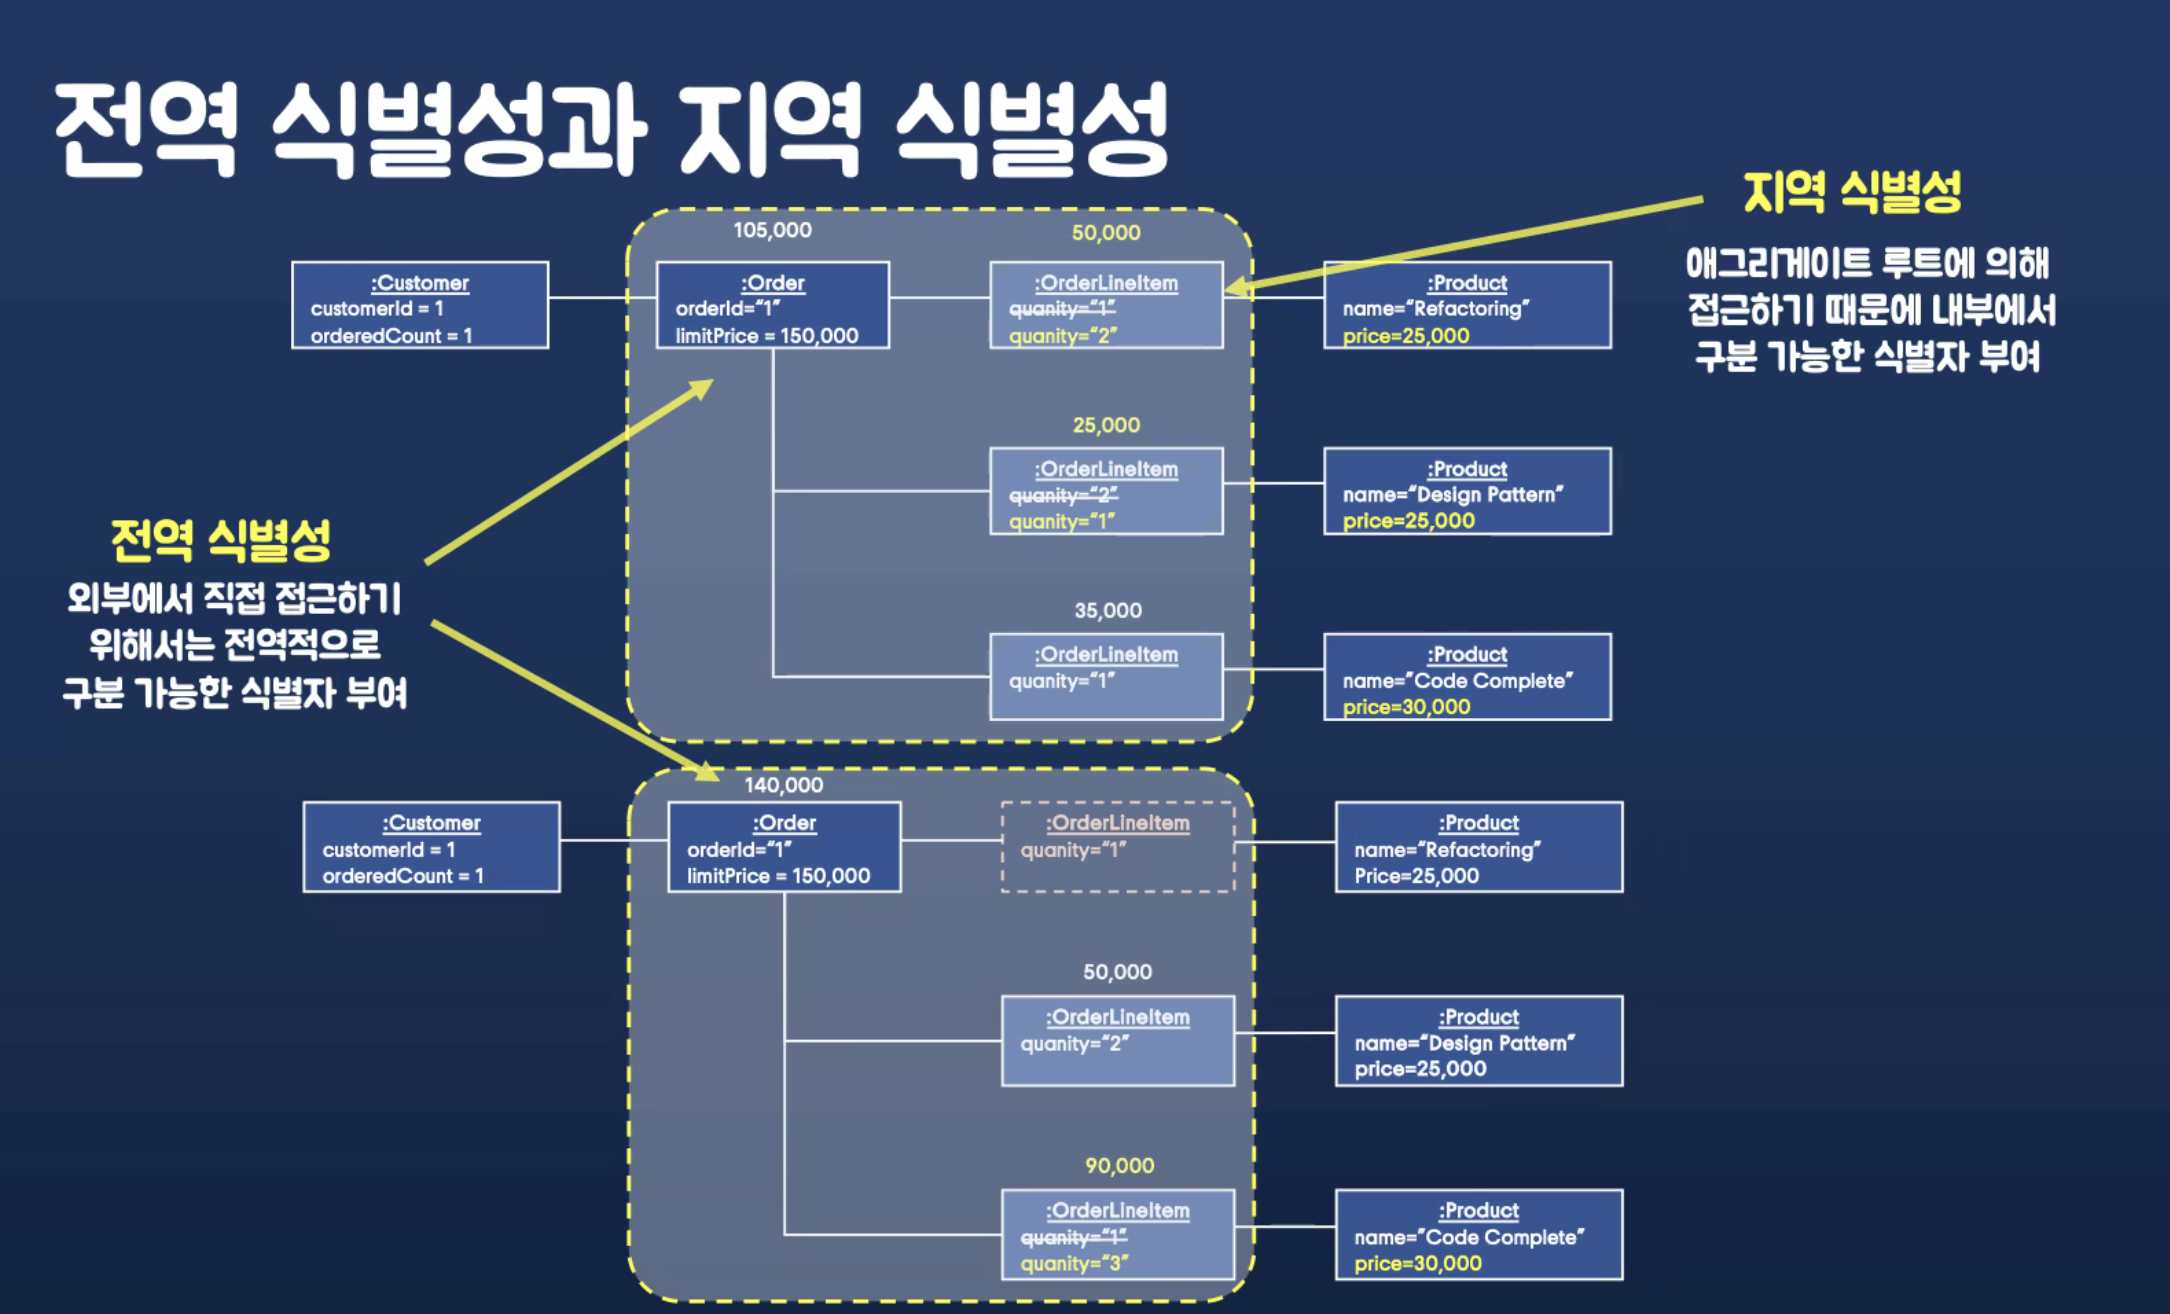 전역 식별성과 지역 식별성
지역 식별성
애그리게이트 루트에 의해
접근하기 때문에 내부에서
구분 가능한 식별자 부여
105,000
50,000
:Customer
customerId = 1
orderedCount = 1
:Order
orderId=“1”
limitPrice = 150,000
:OrderLineItem
quanity=“1”
quanity=“2”
:Product
name=“Refactoring”
price=25,000
25,000
:OrderLineItem
quanity=“2”
quanity=“1”
:Product
name=“Design Pattern”
price=25,000
전역 식별성
외부에서 직접 접근하기
위해서는 전역적으로
구분 가능한 식별자 부여
35,000
:OrderLineItem
quanity=“1”
:Product
name=”Code Complete”
price=30,000
140,000
:Customer
customerId = 1
orderedCount = 1
:Order
orderId=“1”
limitPrice = 150,000
:OrderLineItem
quanity=“1”
:Product
name=“Refactoring”
Price=25,000
50,000
:OrderLineItem
quanity=“2”
:Product
name=“Design Pattern”
price=25,000
90,000
:OrderLineItem
quanity=“1”
quanity=“3”
:Product
name=”Code Complete”
price=30,000